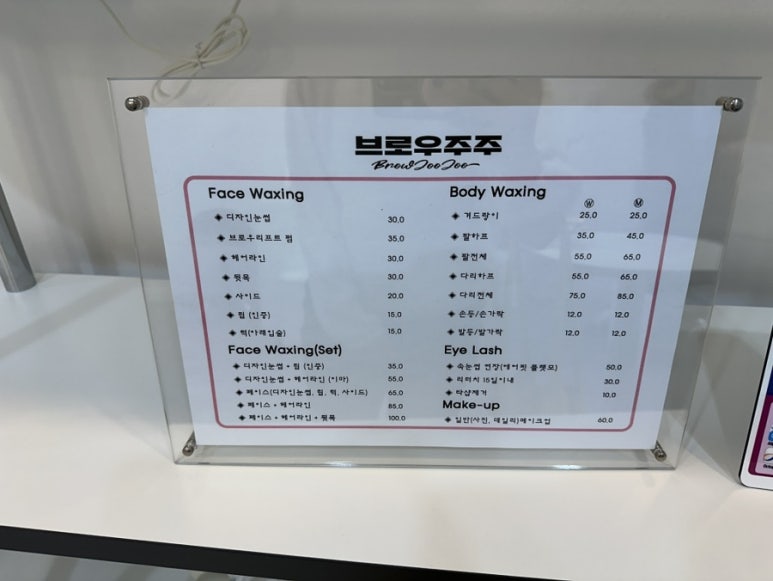 브로우주주
BrowJooJoo
Face Waxing
◈ 디자인눈썹 30.0
◈ 브로우리프트 펌 35.0
◈ 헤어라인 30.0
◈ 뒷목 30.0
◈ 사이드 20.0
◈ 립 (인중) 15.0
◈ 턱(아래입술) 15.0
Face Waxing(Set)
◈ 디자인눈썹 + 립 (인중) 35.0
◈ 디자인눈썹 + 헤어라인 (이마) 55.0
◈ 페이스(디자인눈썹, 립, 턱, 사이드) 65.0
◈ 페이스 + 헤어라인 85.0
◈ 페이스 + 헤어라인 + 뒷목 100.0
Body Waxing
Ⓦ Ⓜ
◈ 겨드랑이 25.0 25.0
◈ 팔하프 35.0 45.0
◈ 팔전체 55.0 65.0
◈ 다리하프 55.0 65.0
◈ 다리전체 75.0 85.0
◈ 손등/손가락 12.0 12.0
◈ 발등/발가락 12.0 12.0
Eye Lash
◈ 속눈썹 연장 50.0
◈ 리터치 15일이내 30.0
◈ 타샵제거 10.0
Make-up
◈ 일반(사진, 데일리)메이크업 60.0